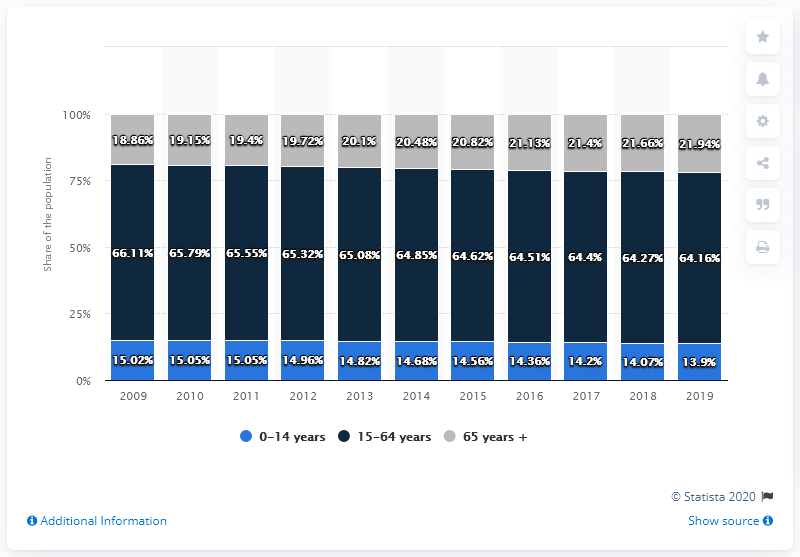 Share of the population
100%
75%
50%
25%
0%
18.86% 19.15% 19.4% 19.72% 20.1% 20.48% 20.82% 21.13% 21.4% 21.66% 21.94%
66.11% 65.79% 65.55% 65.32% 65.08% 64.85% 64.62% 64.51% 64.4% 64.27% 64.16%
15.02% 15.05% 15.05% 14.96% 14.82% 14.68% 14.56% 14.36% 14.2% 14.07% 13.9%
2009 2010 2011 2012 2013 2014 2015 2016 2017 2018 2019
0-14 years 15-64 years 65 years +
© Statista 2020
Additional Information
Show source